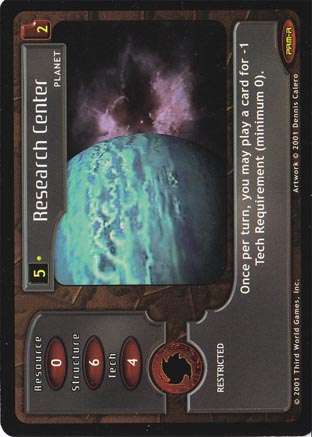 5 *
Research Center
2
PLANET
Resource
0
Structure
6
Tech
4
RESTRICTED
Once per turn, you may play a card for -1
Tech Requirement (minimum 0).
© 2001 Third World Games, Inc.
Artwork © 2001 Dennis Calero